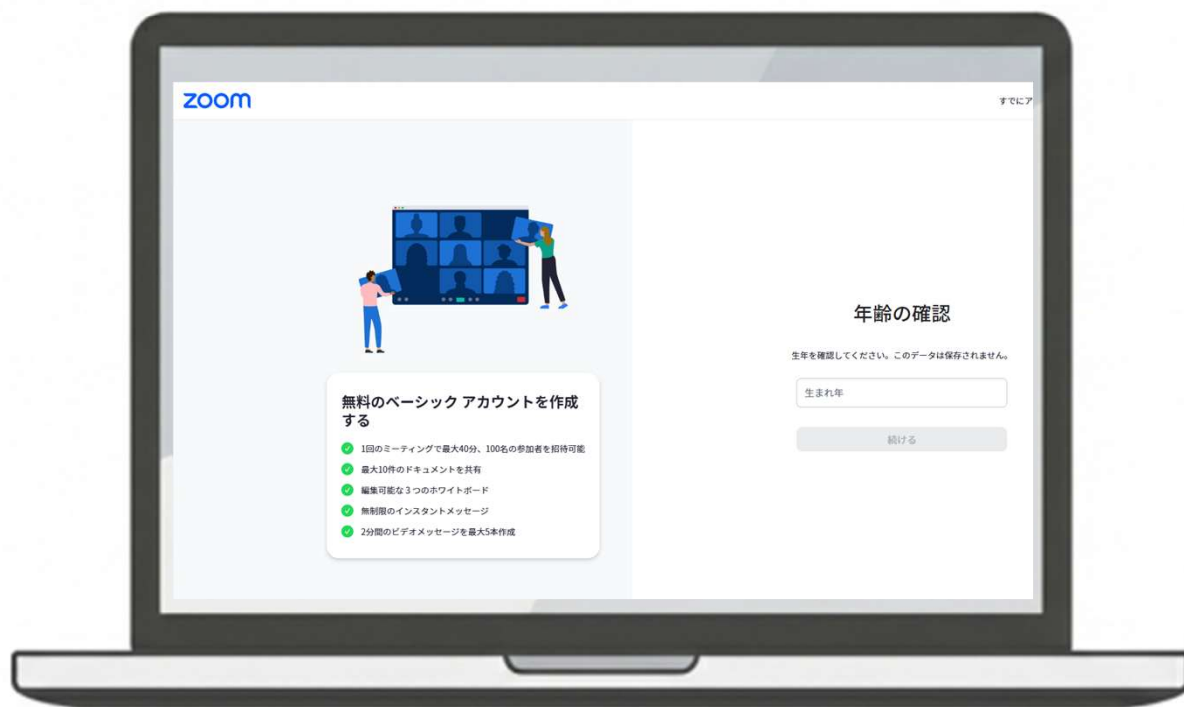 zoom
すでにア
無料のベーシック アカウントを作成
する
1回のミーティングで最大40分、100名の参加者を招待可能
最大10件のドキュメントを共有
編集可能な３つのホワイトボード
無制限のインスタントメッセージ
2分間のビデオメッセージを最大5本作成
年齢の確認
生年を確認してください。このデータは保存されません。
生まれ年
続ける